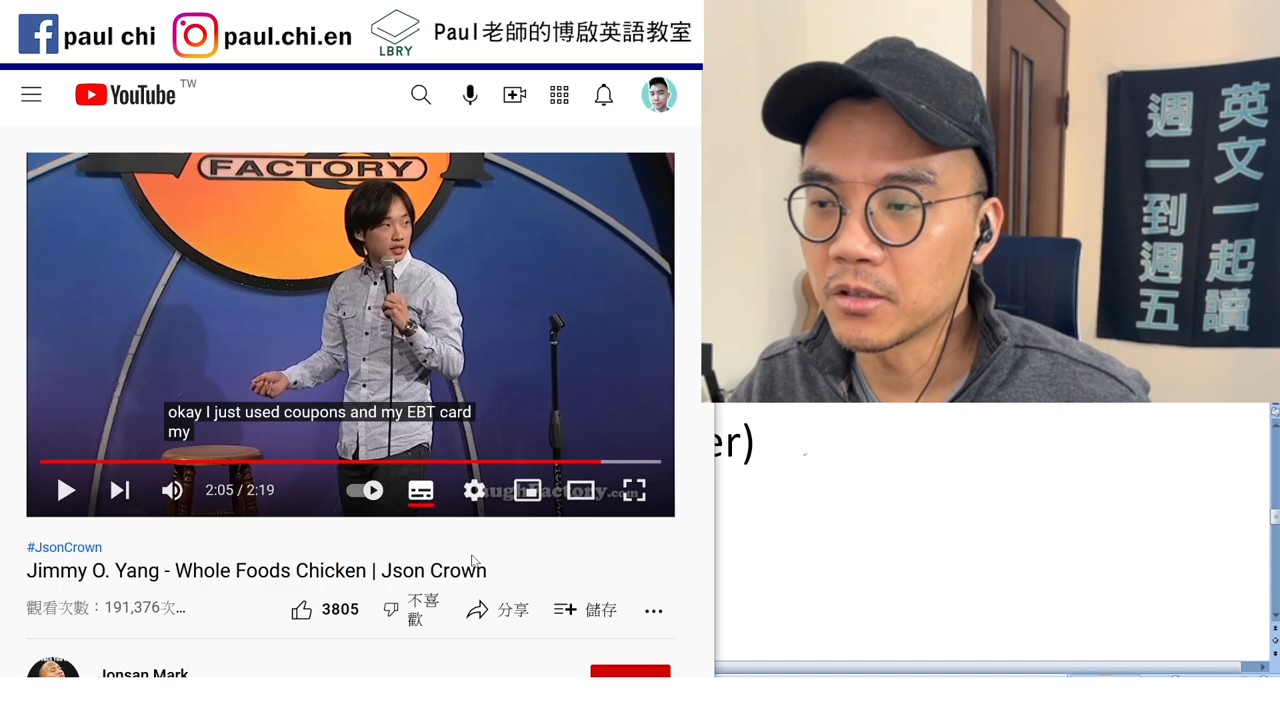 paul chi
paul.chi.en
LBRY
Paul老師的博啟英語教室
YouTube
TW
FACTORY
okay I just used coupons and my EBT card
my
2:05 / 2:19
#JsonCrown
Jimmy O. Yang - Whole Foods Chicken | Json Crown
觀看次數：191,376次...
3805
不喜
歡
分享
儲存
Jonsan Mark
英文一起讀
週一到週五
er)